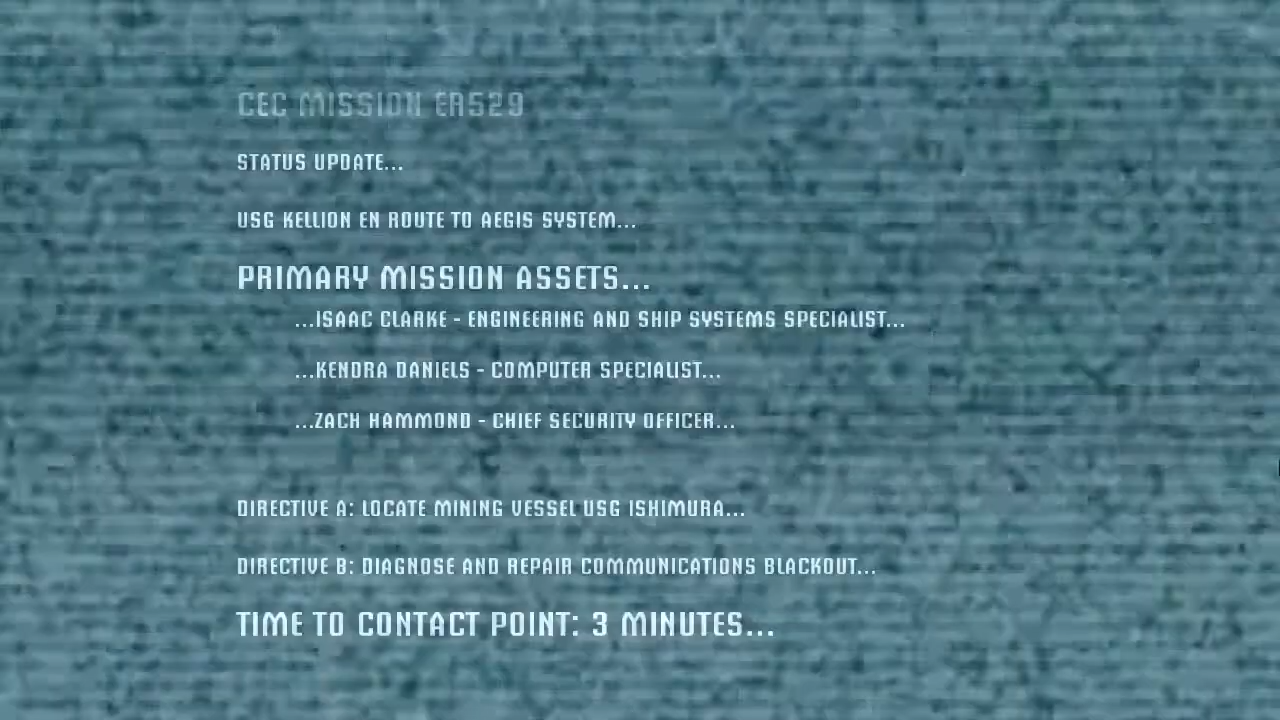 CEC MISSION EA529
STATUS UPDATE...
USG KELLION EN ROUTE TO AEGIS SYSTEM...
PRIMARY MISSION ASSETS...
...ISAAC CLARKE - ENGINEERING AND SHIP SYSTEMS SPECIALIST...
...KENDRA DANIELS - COMPUTER SPECIALIST...
...ZACH HAMMOND - CHIEF SECURITY OFFICER...
DIRECTIVE A: LOCATE MINING VESSEL USG ISHIMURA...
DIRECTIVE B: DIAGNOSE AND REPAIR COMMUNICATIONS BLACKOUT...
TIME TO CONTACT POINT: 3 MINUTES...